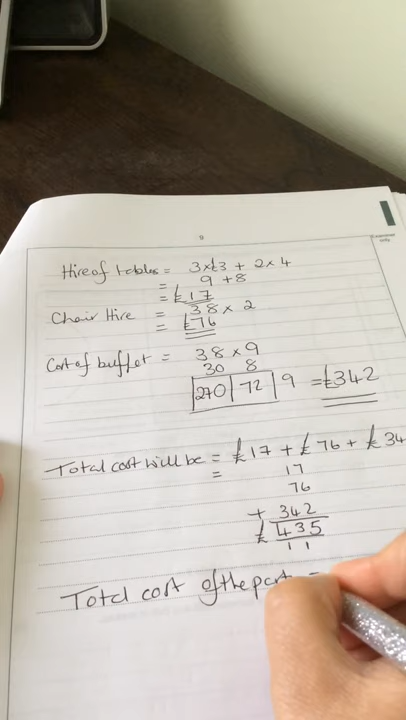 9
Hire of tables = 3x£3 + 2x4
= 9 +8
= £17
Chair Hire = 38 x 2
= £76
Cost of buffet = 38 x 9
30 8
270 72 9 = £342
Total cost will be = £17 + £76 + £34
= 17
76
+ 342
£ 435
1 1
Total cost of the part =